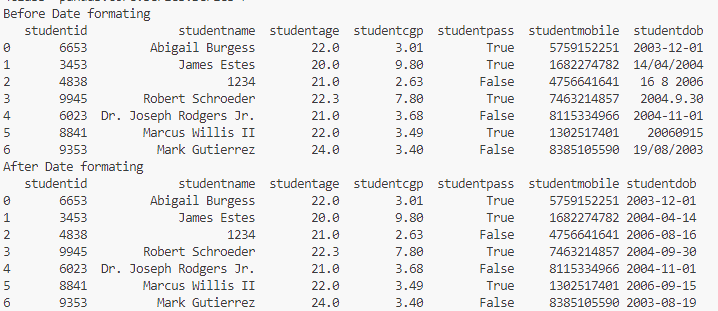 Before Date formating
studentid studentname studentage studentcgp studentpass studentmobile studentdob
0 6653 Abigail Burgess 22.0 3.01 True 5759152251 2003-12-01
1 3453 James Estes 20.0 9.80 True 1682274782 14/04/2004
2 4838 1234 21.0 2.63 False 4756641641 16 8 2006
3 9945 Robert Schroeder 22.3 7.80 True 7463214857 2004.9.30
4 6023 Dr. Joseph Rodgers Jr. 21.0 3.68 False 8115334966 2004-11-01
5 8841 Marcus Willis II 22.0 3.49 True 1302517401 20060915
6 9353 Mark Gutierrez 24.0 3.40 False 8385105590 19/08/2003
After Date formating
studentid studentname studentage studentcgp studentpass studentmobile studentdob
0 6653 Abigail Burgess 22.0 3.01 True 5759152251 2003-12-01
1 3453 James Estes 20.0 9.80 True 1682274782 2004-04-14
2 4838 1234 21.0 2.63 False 4756641641 2006-08-16
3 9945 Robert Schroeder 22.3 7.80 True 7463214857 2004-09-30
4 6023 Dr. Joseph Rodgers Jr. 21.0 3.68 False 8115334966 2004-11-01
5 8841 Marcus Willis II 22.0 3.49 True 1302517401 2006-09-15
6 9353 Mark Gutierrez 24.0 3.40 False 8385105590 2003-08-19